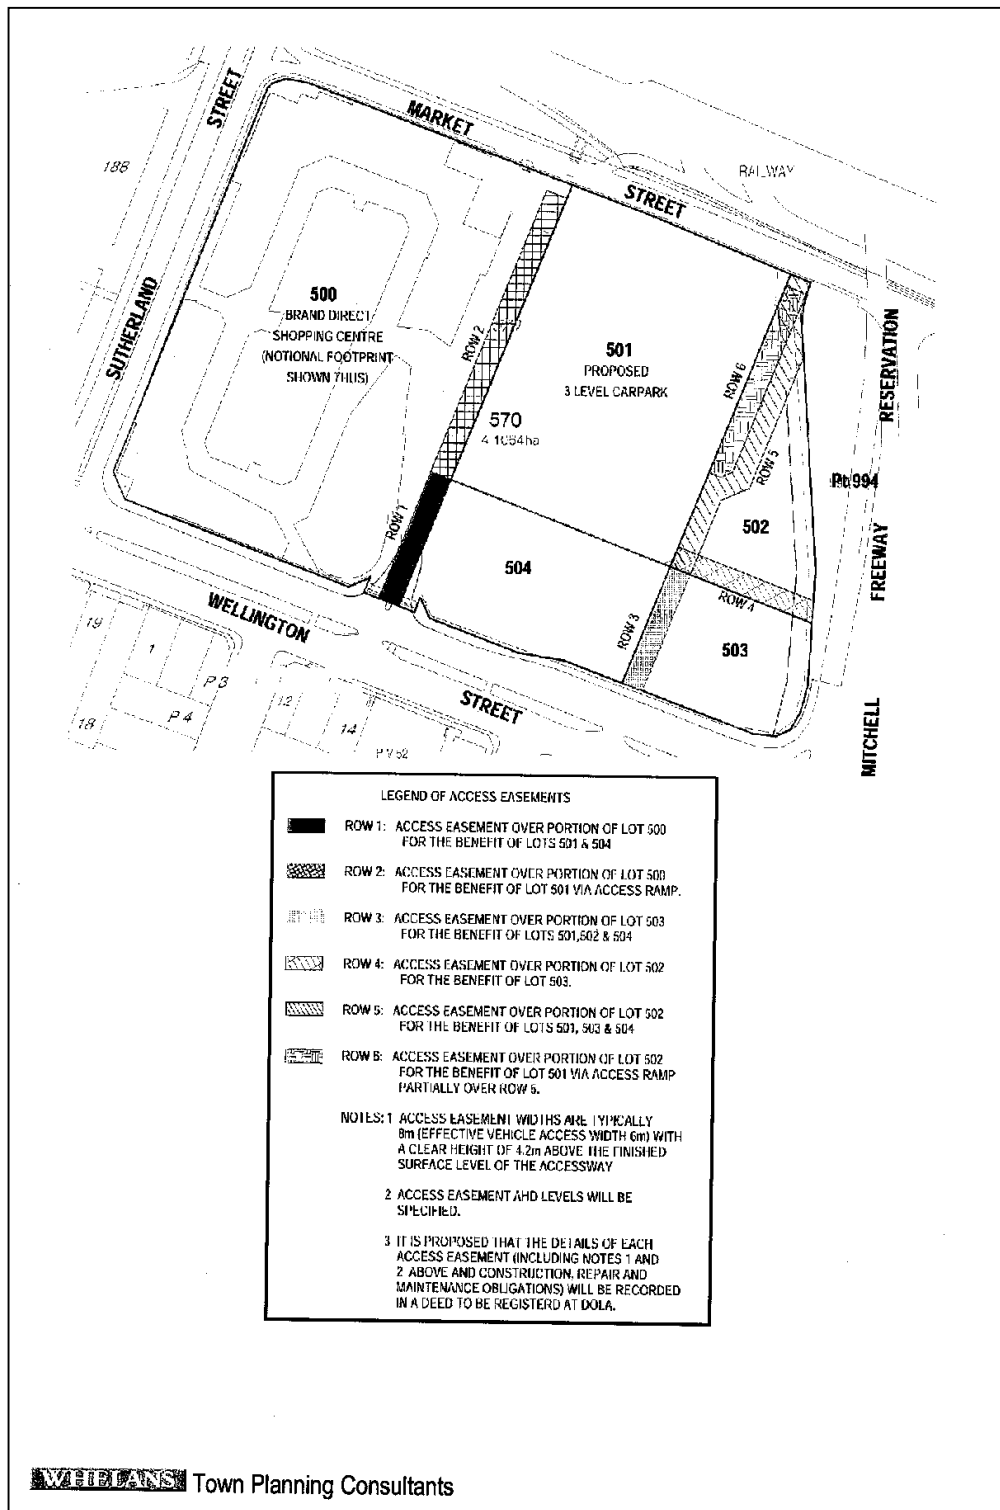 STREET
MARKET
188
RAILWAY
STREET
SUTHERLAND
500
BRAND DIRECT
SHOPPING CENTRE
(NOTIONAL FOOTPRINT
SHOWN THUS)
ROW 2
501
PROPOSED
3 LEVEL CARPARK
ROW 6
RESERVATION
570
4.1064ha
ROW 5
Pt 994
ROW 1
502
504
FREEWAY
WELLINGTON
ROW 4
ROW 3
503
19
1
P 3
P 4
18
12
14
STREET
MITCHELL
LEGEND OF ACCESS EASEMENTS
ROW 1: ACCESS EASEMENT OVER PORTION OF LOT 500
FOR THE BENEFIT OF LOTS 501 & 504
ROW 2: ACCESS EASEMENT OVER PORTION OF LOT 500
FOR THE BENEFIT OF LOT 501 VIA ACCESS RAMP.
ROW 3: ACCESS EASEMENT OVER PORTION OF LOT 503
FOR THE BENEFIT OF LOTS 501,502 & 504
ROW 4: ACCESS EASEMENT OVER PORTION OF LOT 502
FOR THE BENEFIT OF LOT 503.
ROW 5: ACCESS EASEMENT OVER PORTION OF LOT 502
FOR THE BENEFIT OF LOTS 501, 503 & 504
ROW 6: ACCESS EASEMENT OVER PORTION OF LOT 502
FOR THE BENEFIT OF LOT 501 VIA ACCESS RAMP
PARTIALLY OVER ROW 5.
NOTES: 1 ACCESS EASEMENT WIDTHS ARE TYPICALLY
8m (EFFECTIVE VEHICLE ACCESS WIDTH 6m) WITH
A CLEAR HEIGHT OF 4.2m ABOVE THE FINISHED
SURFACE LEVEL OF THE ACCESSWAY
2 ACCESS EASEMENT AHD LEVELS WILL BE
SPECIFIED.
3 IT IS PROPOSED THAT THE DETAILS OF EACH
ACCESS EASEMENT (INCLUDING NOTES 1 AND
2 ABOVE AND CONSTRUCTION, REPAIR AND
MAINTENANCE OBLIGATIONS) WILL BE RECORDED
IN A DEED TO BE REGISTERD AT DOLA.
WHELANS Town Planning Consultants